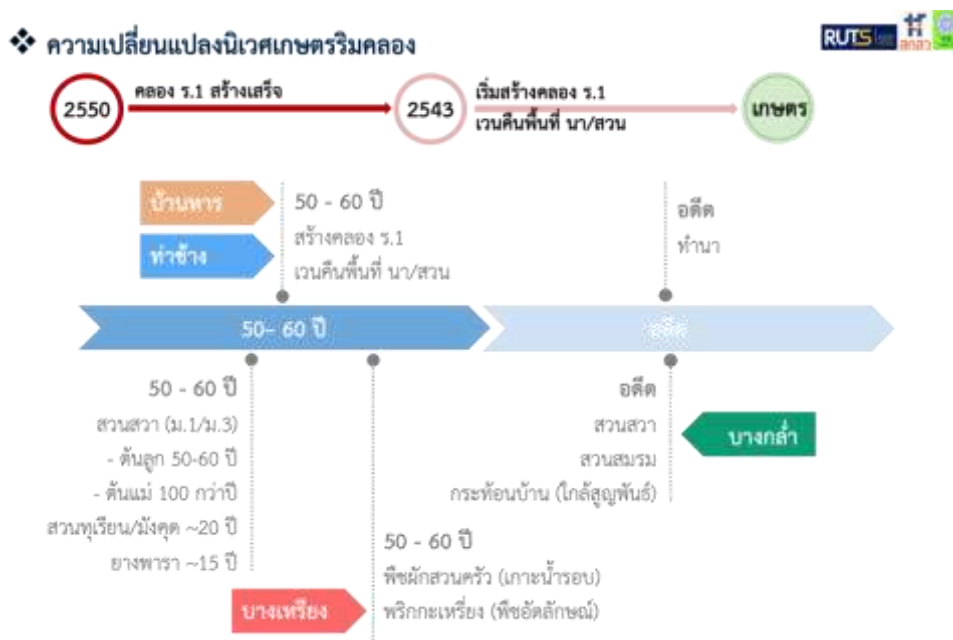 ❖ ความเปลี่ยนแปลงนิเวศเกษตรริมคลอง
RUTS
สกสว
2550
คลอง ร.1 สร้างเสร็จ
2543
เริ่มสร้างคลอง ร.1
เวนคืนพื้นที่ นา/สวน
เกษตร
บ้านหาร
ท่าช้าง
50 - 60 ปี
สร้างคลอง ร.1
เวนคืนพื้นที่ นา/สวน
อดีต
ทำนา
50– 60 ปี
อดีต
50 - 60 ปี
สวนสวา (ม.1/ม.3)
- ต้นลูก 50-60 ปี
- ต้นแม่ 100 กว่าปี
สวนทุเรียน/มังคุด ~20 ปี
ยางพารา ~15 ปี
บางเหรียง
50 - 60 ปี
พืชผักสวนครัว (เกาะน้ำรอบ)
พริกกะเหรี่ยง (พืชอัตลักษณ์)
อดีต
สวนสวา
สวนสมรม
กระท้อนบ้าน (ใกล้สูญพันธ์)
บางกล่ำ